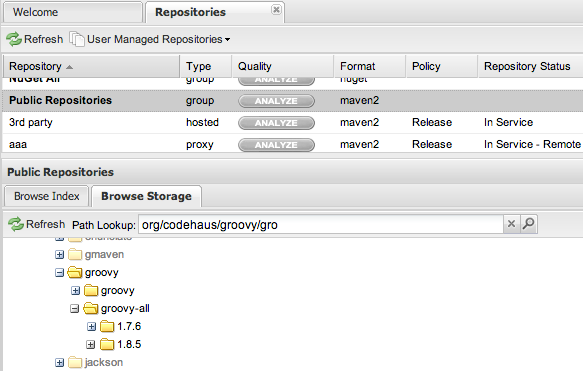 Welcome Repositories
Refresh User Managed Repositories
Repository Type Quality Format Policy Repository Status
NuGet All group ANALYZE nuget
Public Repositories group ANALYZE maven2
3rd party hosted ANALYZE maven2 Release In Service
aaa proxy ANALYZE maven2 Release In Service - Remote
Public Repositories
Browse Index Browse Storage
Refresh Path Lookup: org/codehaus/groovy/gro
gmaven
groovy
groovy
groovy-all
1.7.6
1.8.5
jackson